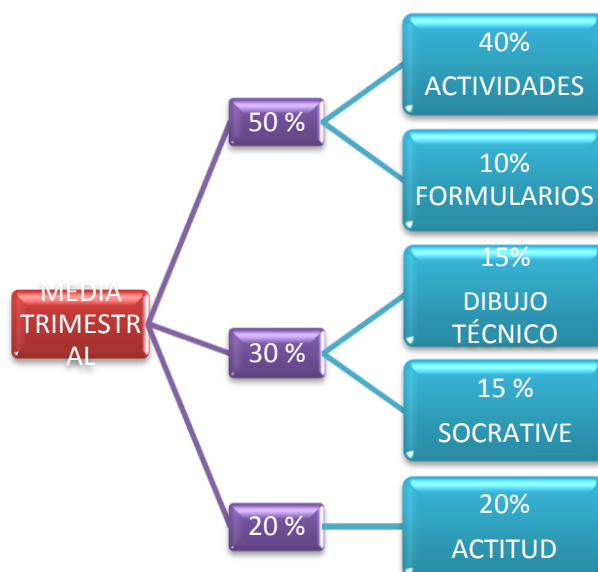 MEDIA
TRIMESTR
AL
50 %
40%
ACTIVIDADES
10%
FORMULARIOS
30 %
15%
DIBUJO
TÉCNICO
15 %
SOCRATIVE
20 %
20%
ACTITUD